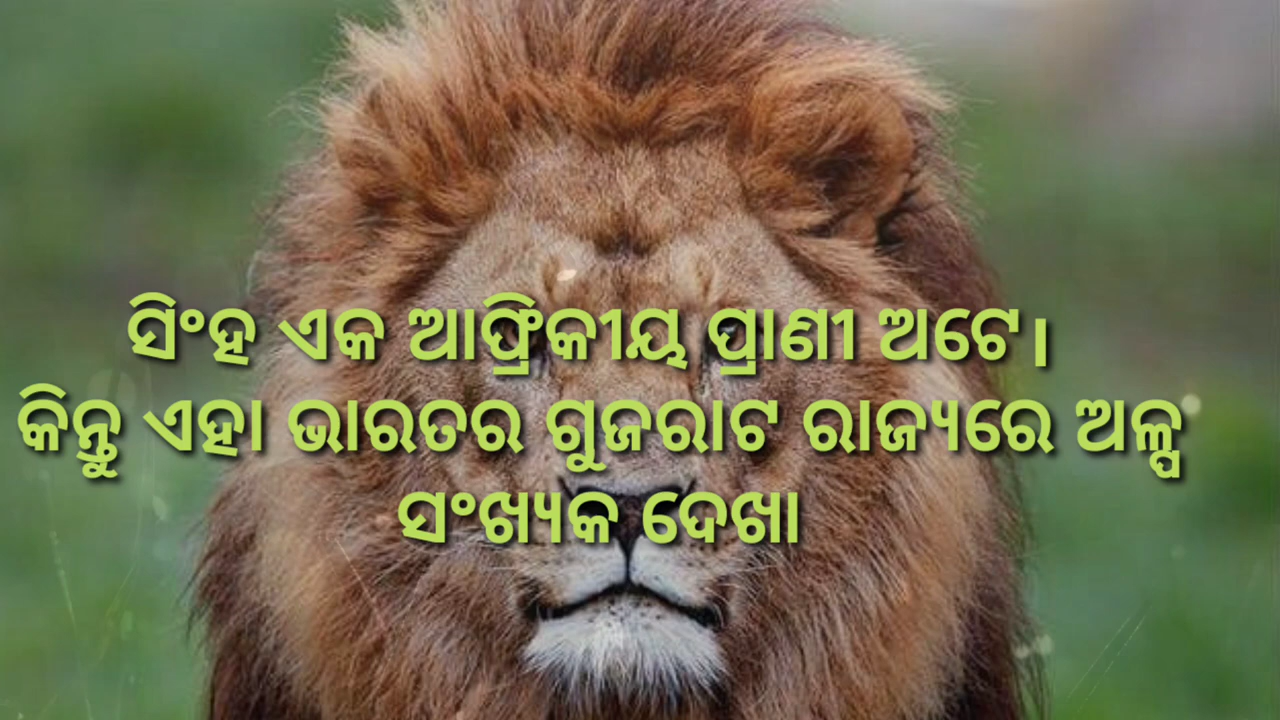 ସିଂହ ଏକ ଆଫ୍ରିକୀୟ ପ୍ରାଣୀ ଅଟେ।
କିନ୍ତୁ ଏହା ଭାରତର ଗୁଜରାଟ ରାଜ୍ୟରେ ଅଳ୍ପ
ସଂଖ୍ୟକ ଦେଖା